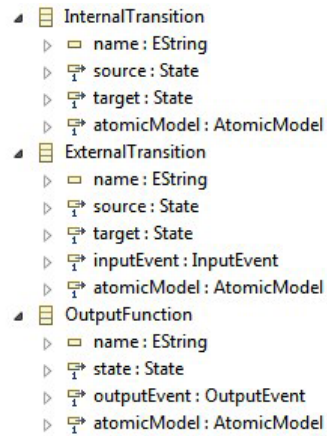 InternalTransition
name : EString
source : State
target : State
atomicModel : AtomicModel
ExternalTransition
name : EString
source : State
target : State
inputEvent : InputEvent
atomicModel : AtomicModel
OutputFunction
name : EString
state : State
outputEvent : OutputEvent
atomicModel : AtomicModel